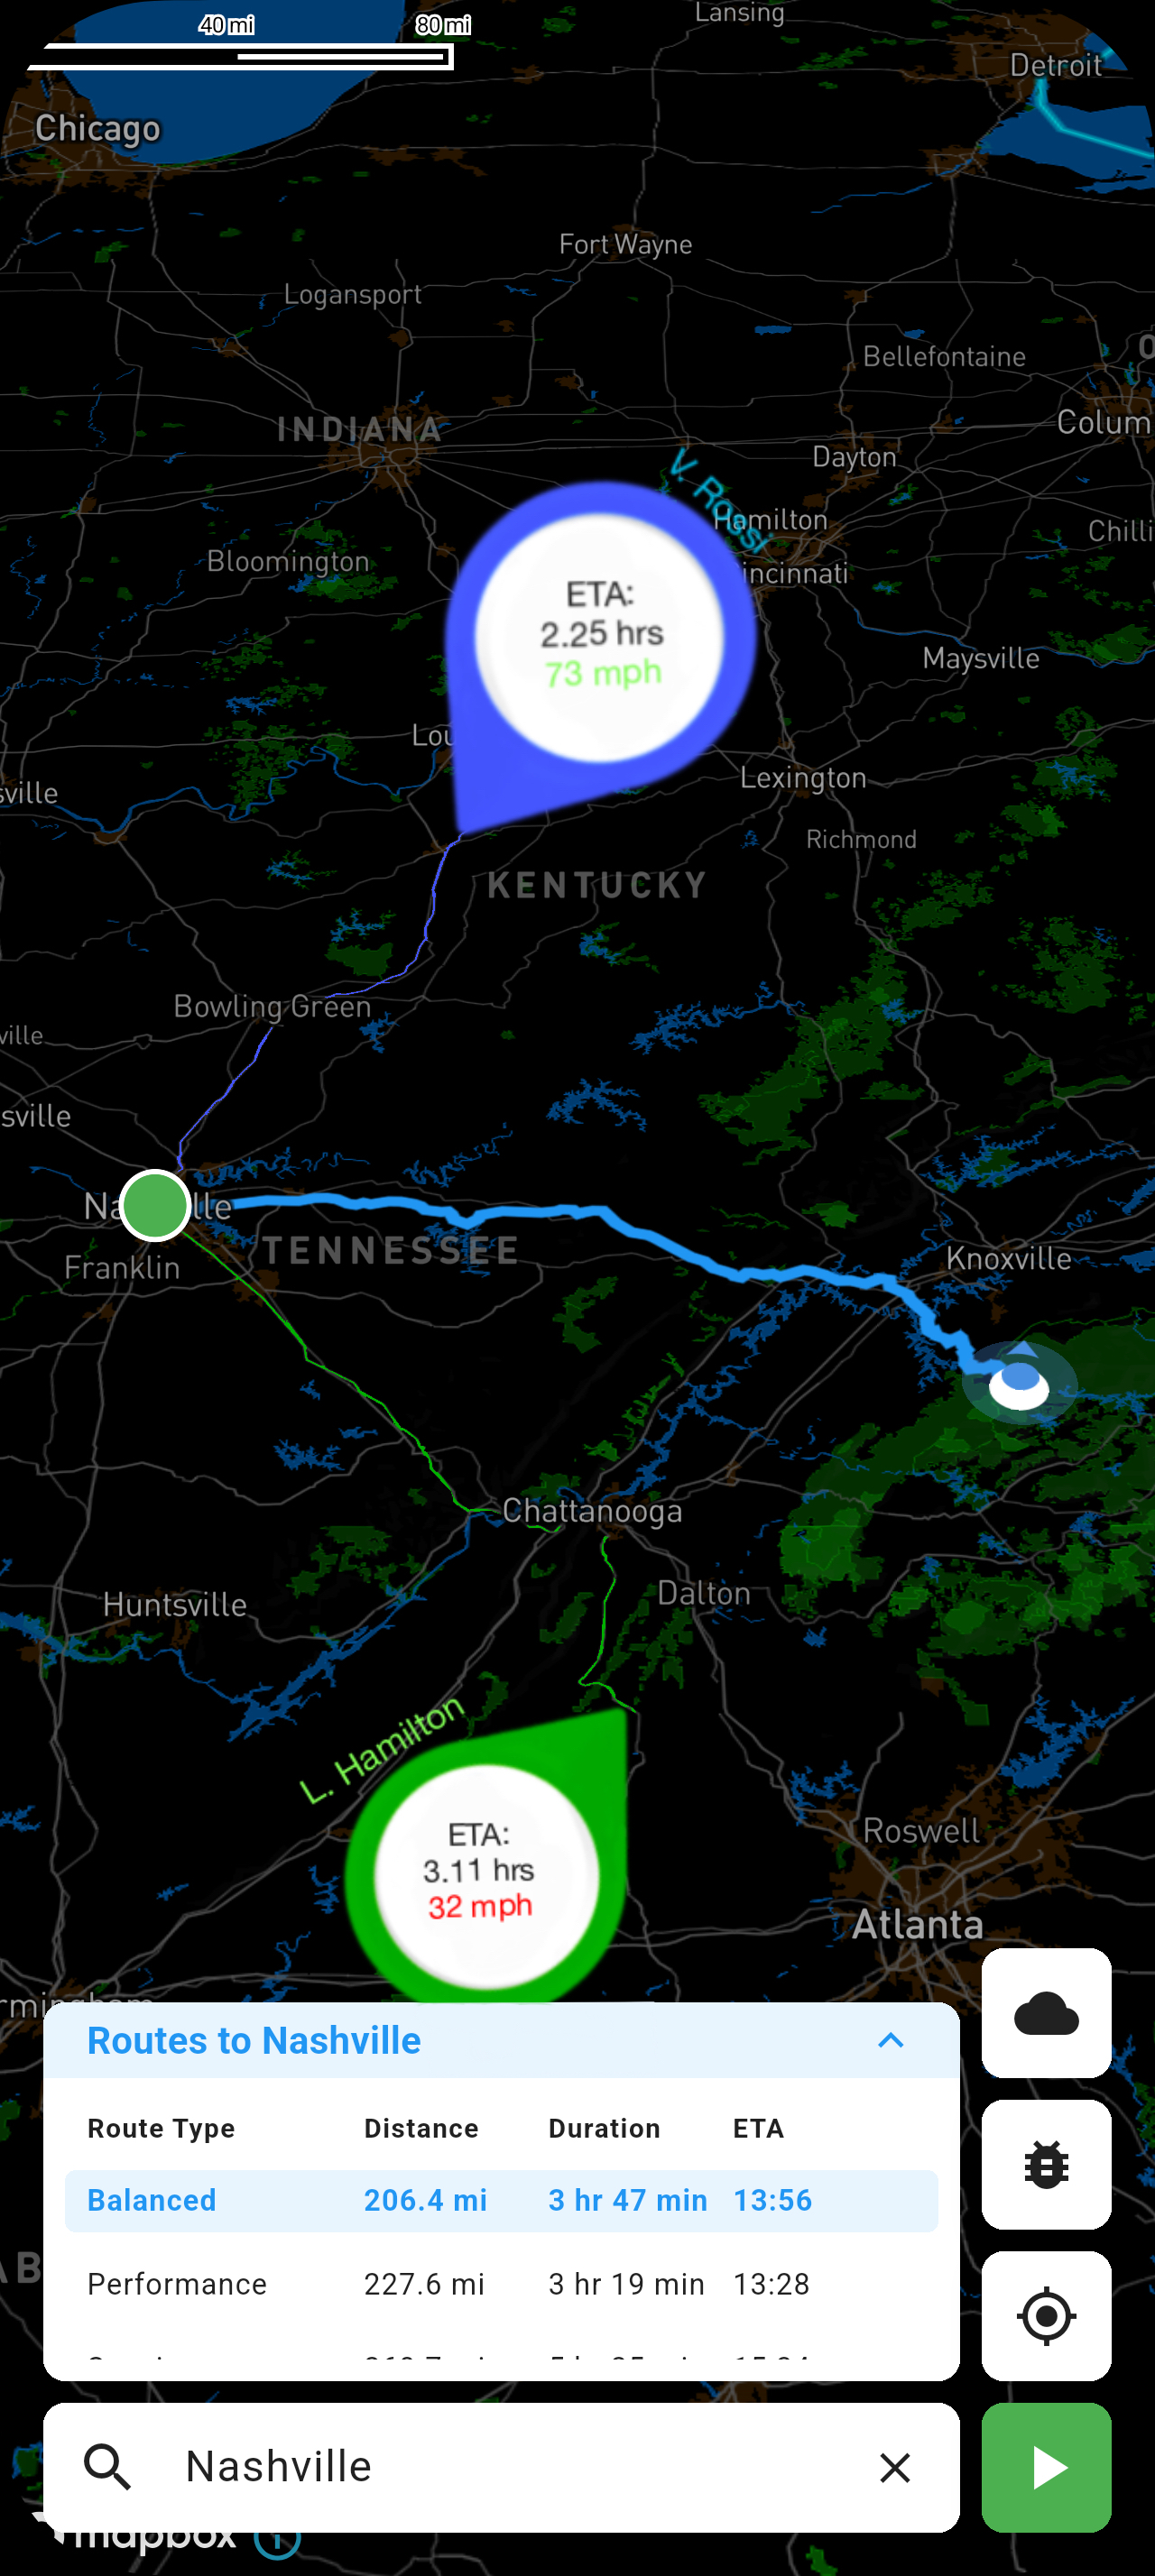 40 mi
80 mi
Lansing
Detroit
Chicago
Fort Wayne
Logansport
Bellefontaine
INDIANA
Colum
Dayton
V. Rossi
Hamilton
Chilli
Bloomington
incinnati
ETA:
2.25 hrs
73 mph
Maysville
Lou
Lexington
sville
Richmond
KENTUCKY
Bowling Green
ville
sville
Na
lle
TENNESSEE
Franklin
Knoxville
Chattanooga
Dalton
Huntsville
L. Hamilton
ETA:
3.11 hrs
32 mph
Roswell
Atlanta
Routes to Nashville
Route Type Distance Duration ETA
Balanced 206.4 mi 3 hr 47 min 13:56
Performance 227.6 mi 3 hr 19 min 13:28
AB
Nashville
mapbox